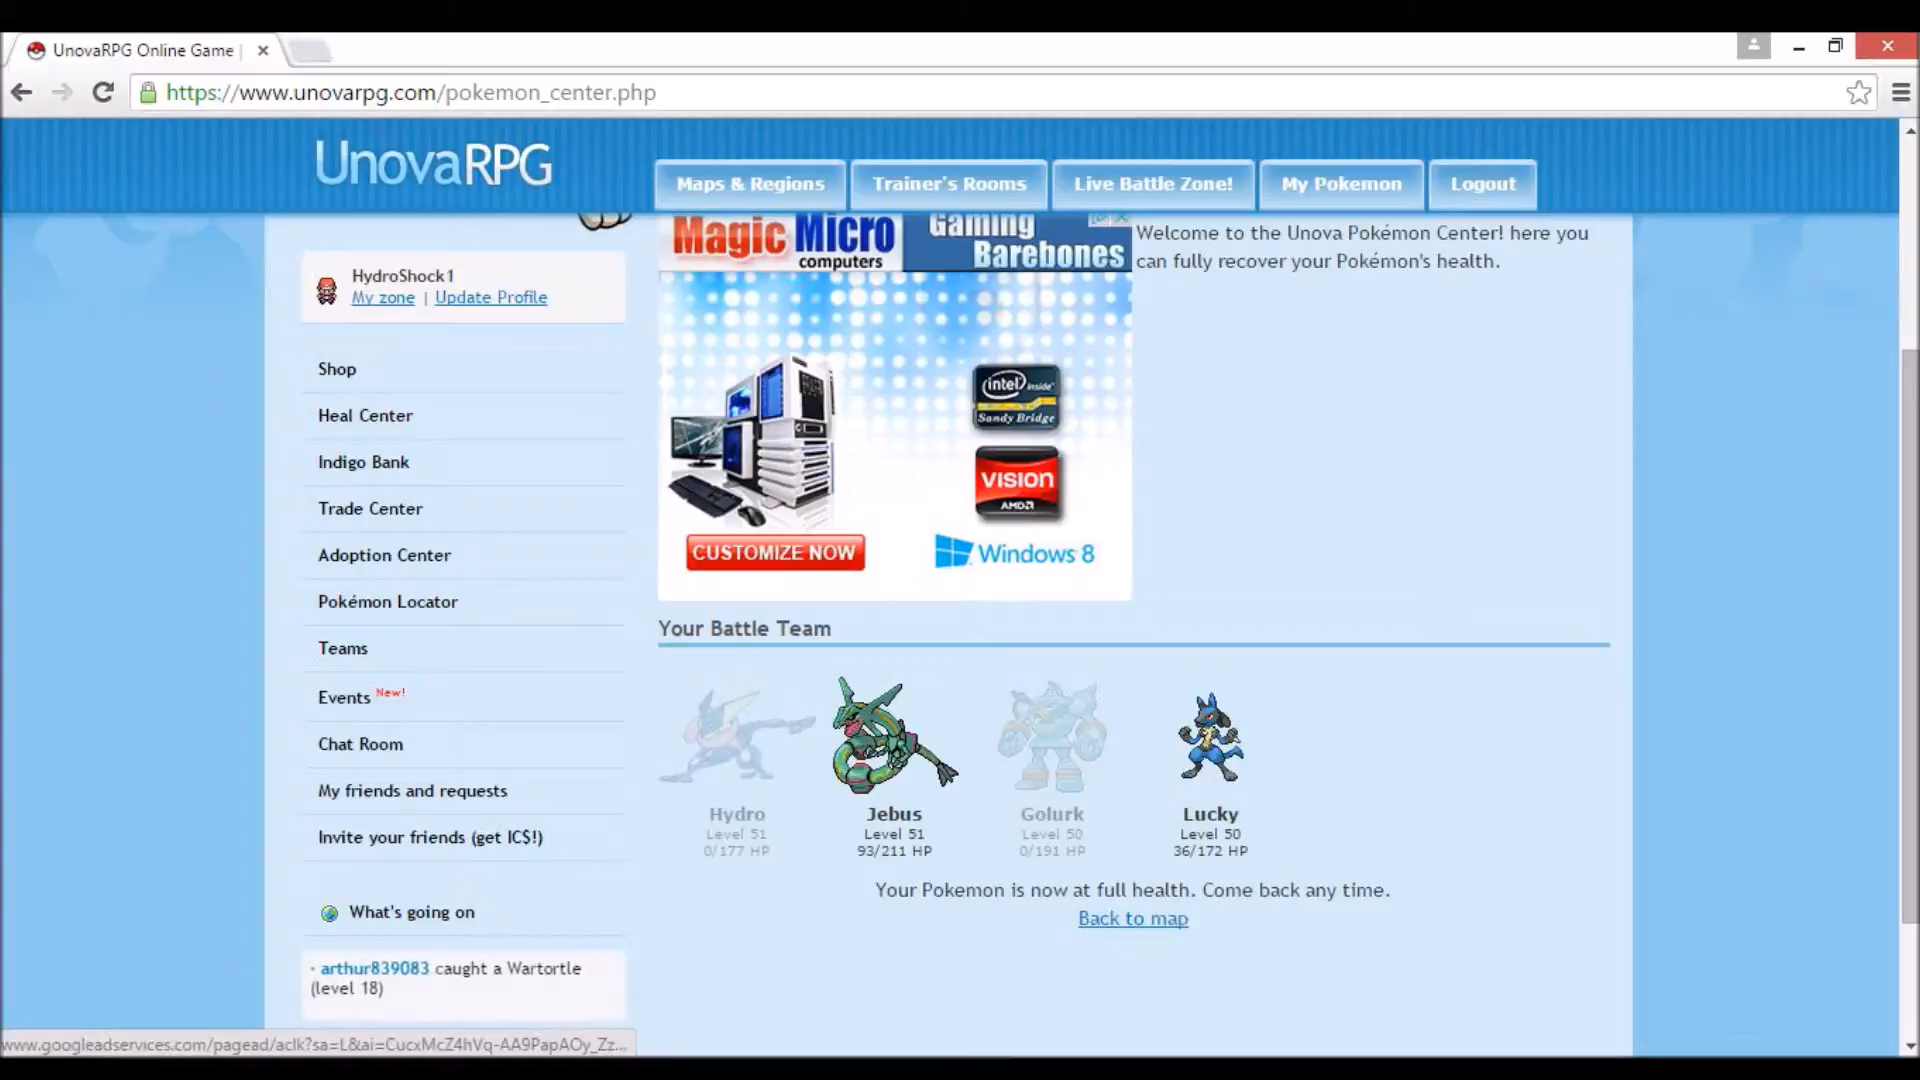 UnovaRPG Online Game |
https://www.unovarpg.com/pokemon_center.php
UnovaRPG
Maps & Regions
Trainer's Rooms
Live Battle Zone!
My Pokemon
Logout
HydroShock1
My zone | Update Profile
Shop
Heal Center
Indigo Bank
Trade Center
Adoption Center
Pokémon Locator
Teams
Events New!
Chat Room
My friends and requests
Invite your friends (get IC$!)
What's going on
· arthur839083 caught a Wartortle
(level 18)
Magic Micro
computers
Gaming
Barebones
intel inside™
Sandy Bridge
VISION
AMD
CUSTOMIZE NOW
Windows 8
Welcome to the Unova Pokémon Center! here you
can fully recover your Pokémon's health.
Your Battle Team
Hydro
Level 51
0/177 HP
Jebus
Level 51
93/211 HP
Golurk
Level 50
0/191 HP
Lucky
Level 50
36/172 HP
Your Pokemon is now at full health. Come back any time.
Back to map
www.googleadservices.com/pagead/aclk?sa=L&ai=CucxMcZ4hVq-AA9PapAOy_Zz...